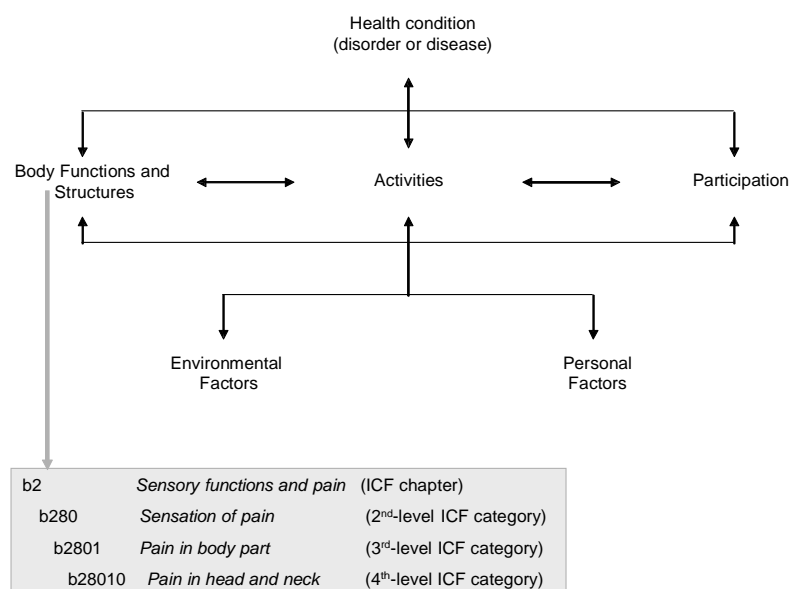 Health condition
(disorder or disease)
Body Functions and
Structures
Activities
Participation
Environmental
Factors
Personal
Factors
b2 Sensory functions and pain (ICF chapter)
b280 Sensation of pain (2nd-level ICF category)
b2801 Pain in body part (3rd-level ICF category)
b28010 Pain in head and neck (4th-level ICF category)